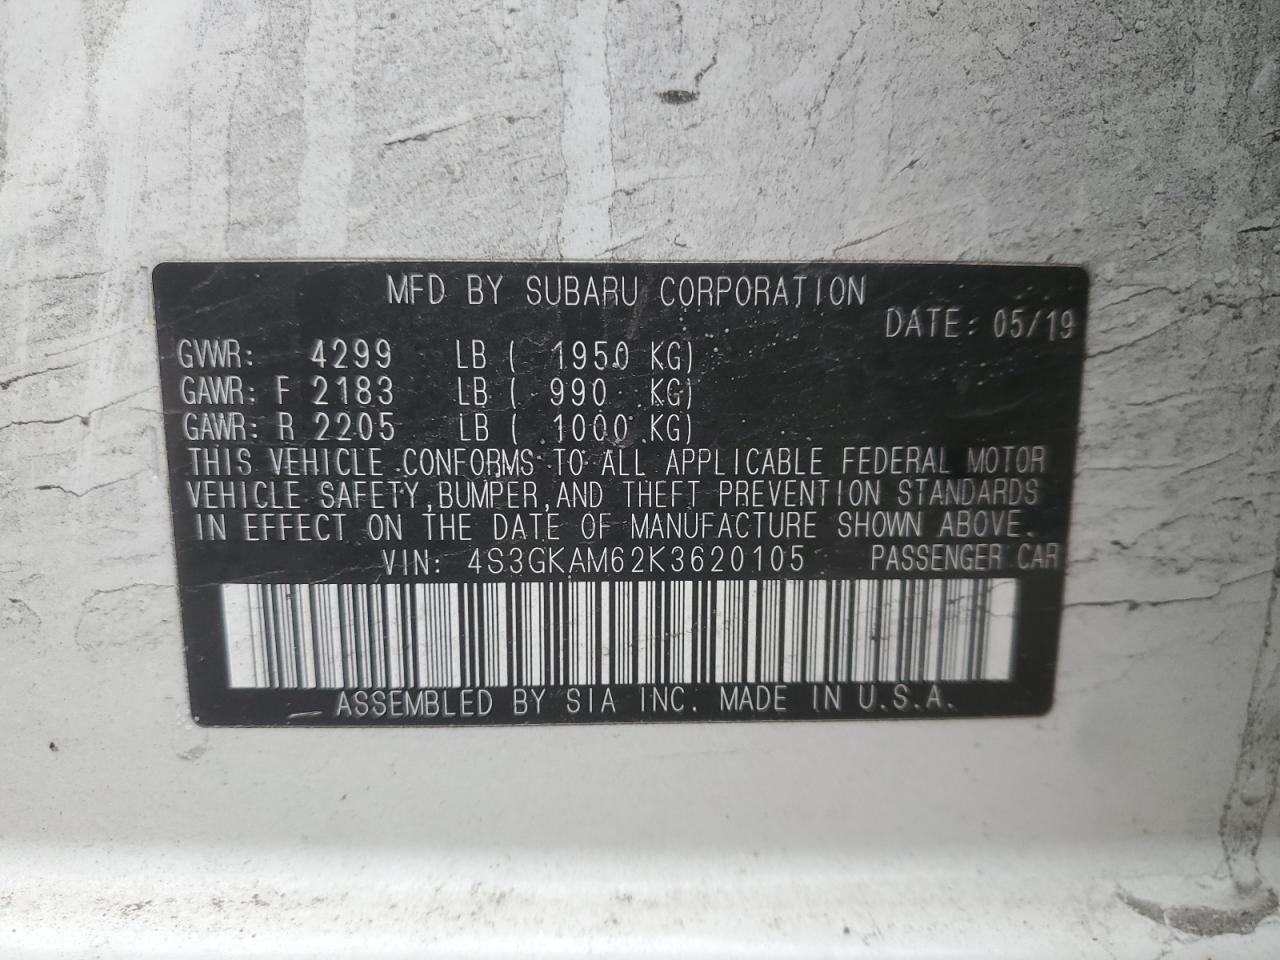 MFD BY SUBARU CORPORATION
DATE: 05/19
GVWR: 4299 LB ( 1950 KG)
GAWR: F 2183 LB ( 990 KG)
GAWR: R 2205 LB ( 1000 KG)
THIS VEHICLE CONFORMS TO ALL APPLICABLE FEDERAL MOTOR
VEHICLE SAFETY, BUMPER, AND THEFT PREVENTION STANDARDS
IN EFFECT ON THE DATE OF MANUFACTURE SHOWN ABOVE.
VIN: 4S3GKAM62K3620105 PASSENGER CAR
ASSEMBLED BY SIA INC. MADE IN U.S.A.